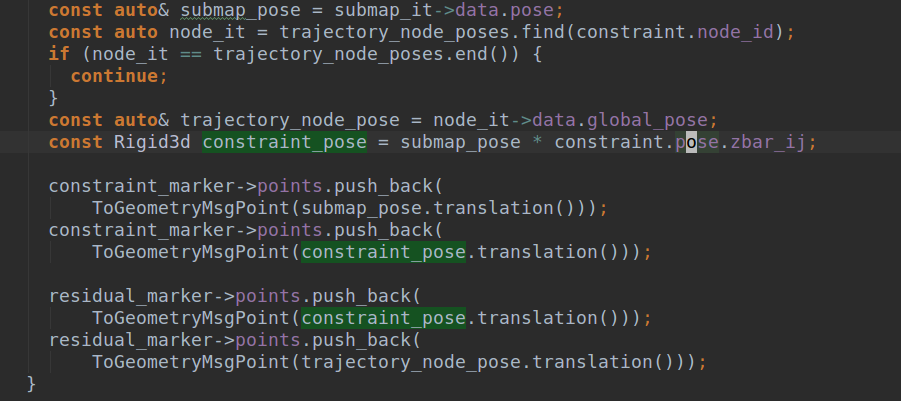 const auto& submap_pose = submap_it->data.pose;
const auto node_it = trajectory_node_poses.find(constraint.node_id);
if (node_it == trajectory_node_poses.end()) {
continue;
}
const auto& trajectory_node_pose = node_it->data.global_pose;
const Rigid3d constraint_pose = submap_pose * constraint.pose.zbar_ij;
constraint_marker->points.push_back(
ToGeometryMsgPoint(submap_pose.translation()));
constraint_marker->points.push_back(
ToGeometryMsgPoint(constraint_pose.translation()));
residual_marker->points.push_back(
ToGeometryMsgPoint(constraint_pose.translation()));
residual_marker->points.push_back(
ToGeometryMsgPoint(trajectory_node_pose.translation()));
}